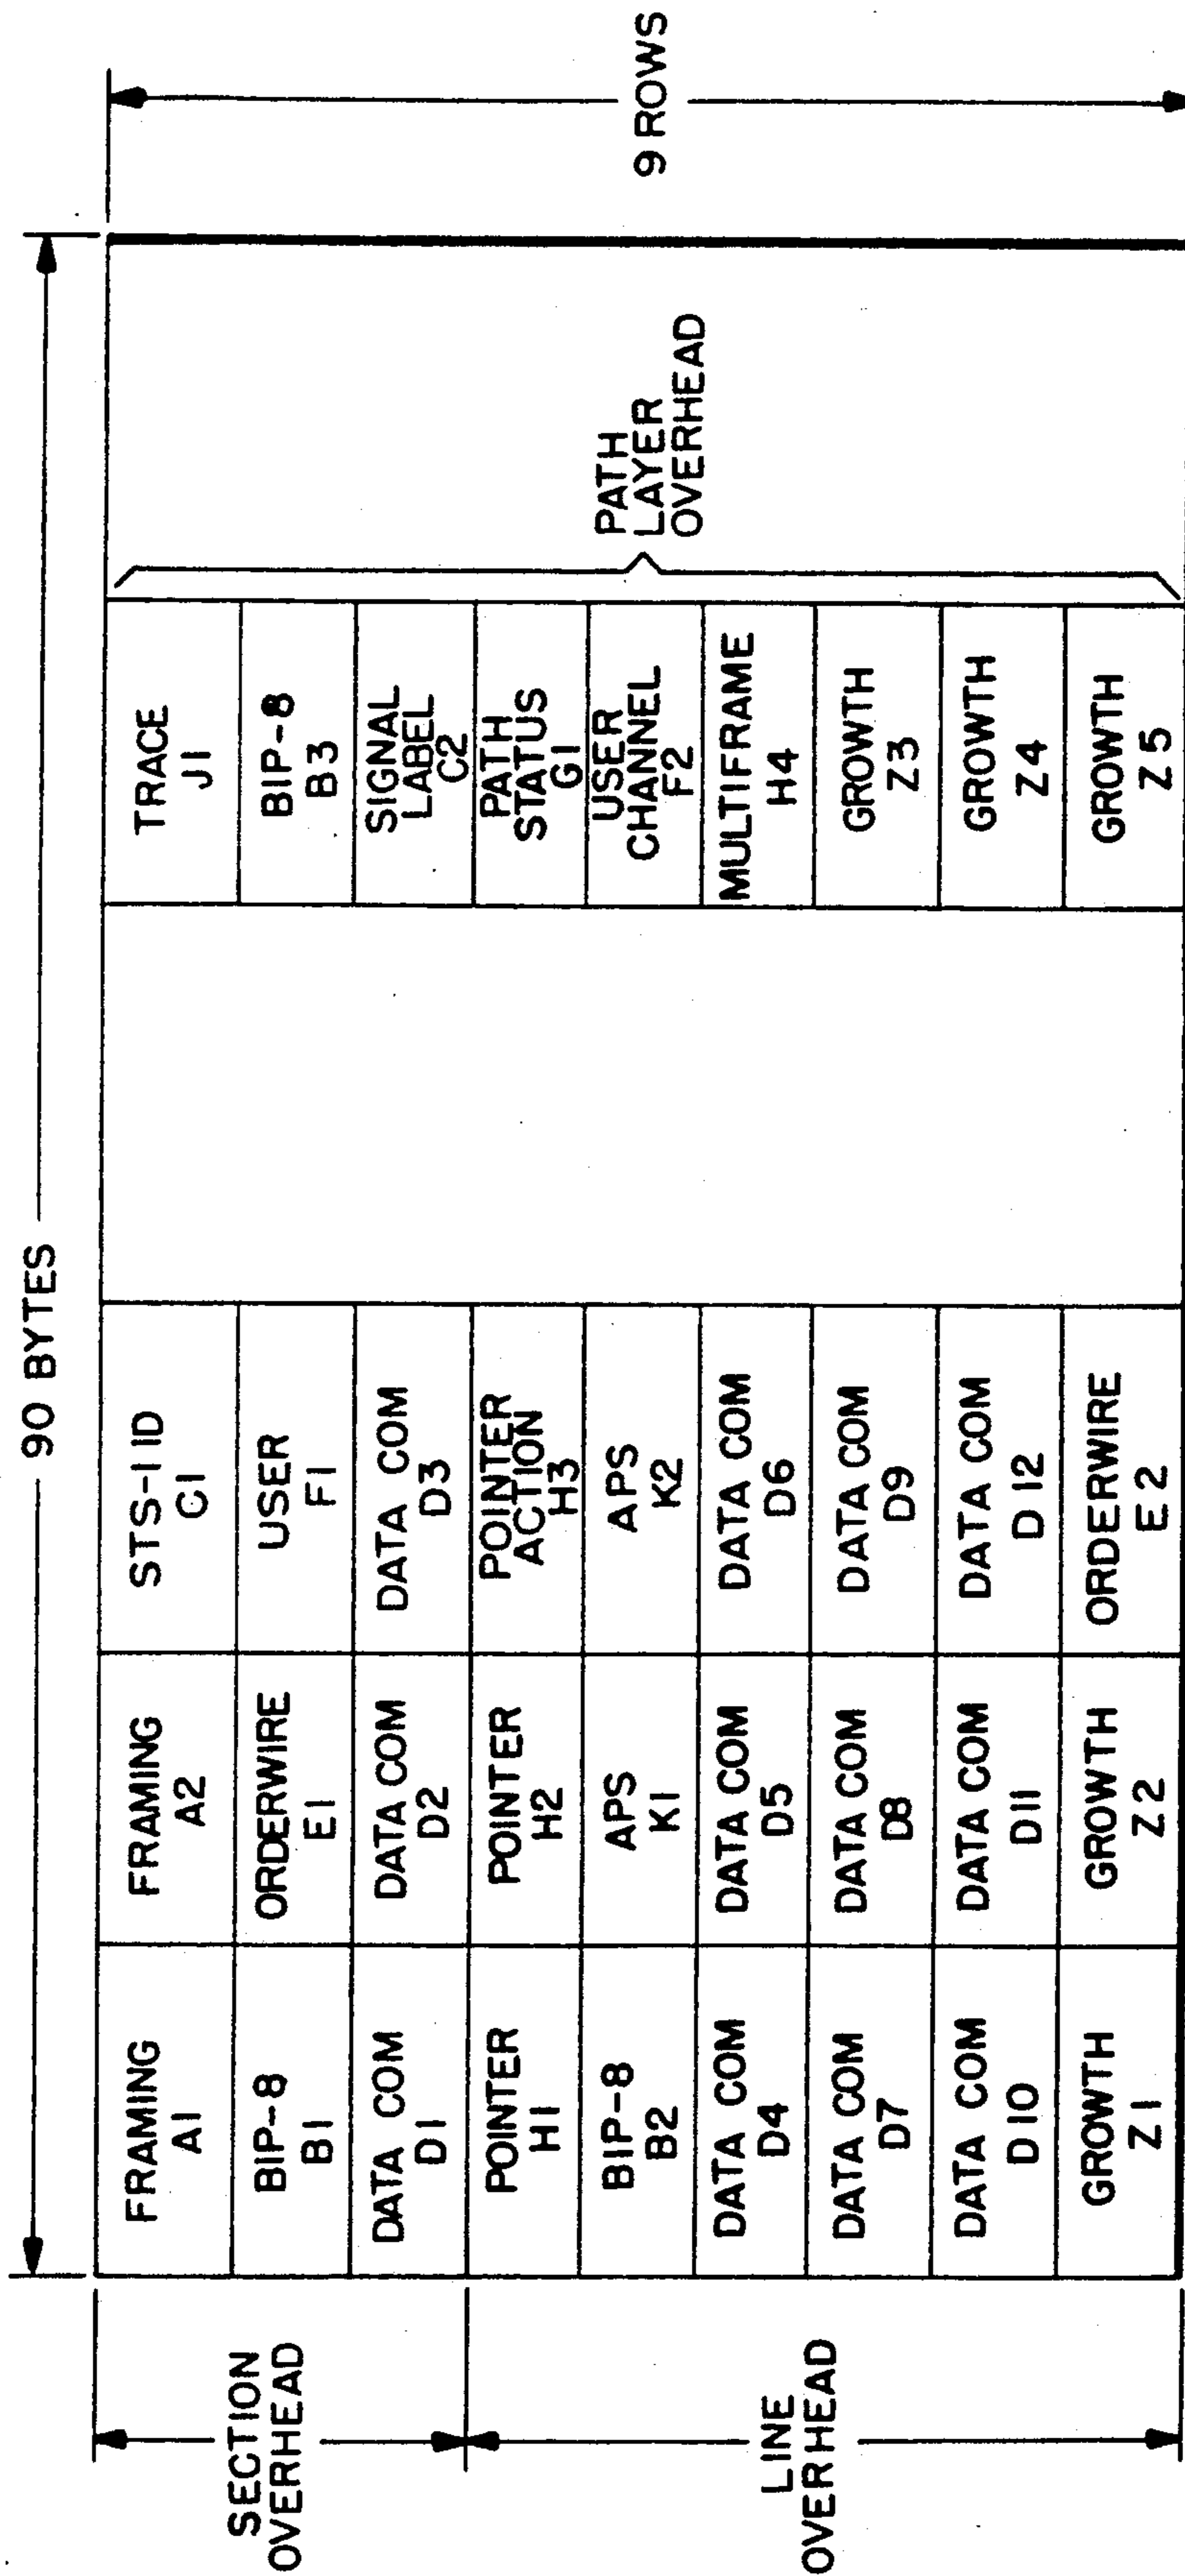 90 BYTES
9 ROWS
SECTION
OVERHEAD
LINE
OVERHEAD
FRAMING
A1
FRAMING
A2
STS-1 ID
C1
TRACE
J1
BIP-8
B1
ORDERWIRE
E1
USER
F1
BIP-8
B3
DATA COM
D1
DATA COM
D2
DATA COM
D3
SIGNAL
LABEL
C2
POINTER
H1
POINTER
H2
POINTER
ACTION
H3
PATH
STATUS
G1
BIP-8
B2
APS
K1
APS
K2
USER
CHANNEL
F2
DATA COM
D4
DATA COM
D5
DATA COM
D6
MULTIFRAME
H4
DATA COM
D7
DATA COM
D8
DATA COM
D9
GROWTH
Z3
DATA COM
D10
DATA COM
D11
DATA COM
D12
GROWTH
Z4
GROWTH
Z1
GROWTH
Z2
ORDERWIRE
E2
GROWTH
Z5
PATH
LAYER
OVERHEAD